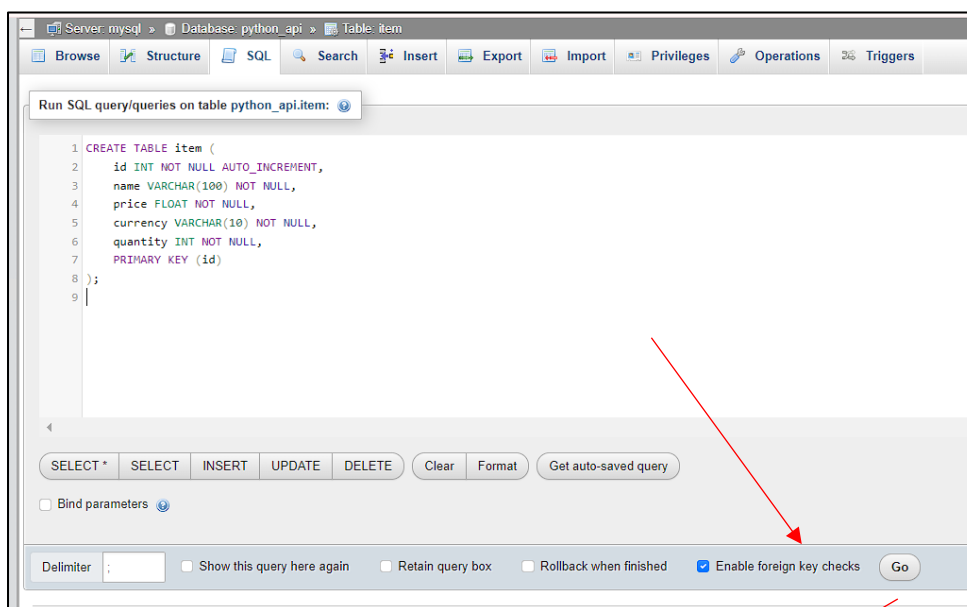 Server: mysql » Database: python_api » Table: item
Browse Structure SQL Search Insert Export Import Privileges Operations Triggers
Run SQL query/queries on table python_api.item:
1 CREATE TABLE item (
2 id INT NOT NULL AUTO_INCREMENT,
3 name VARCHAR(100) NOT NULL,
4 price FLOAT NOT NULL,
5 currency VARCHAR(10) NOT NULL,
6 quantity INT NOT NULL,
7 PRIMARY KEY (id)
8 );
9
SELECT * SELECT INSERT UPDATE DELETE Clear Format Get auto-saved query
Bind parameters
Delimiter ; Show this query here again Retain query box Rollback when finished Enable foreign key checks Go